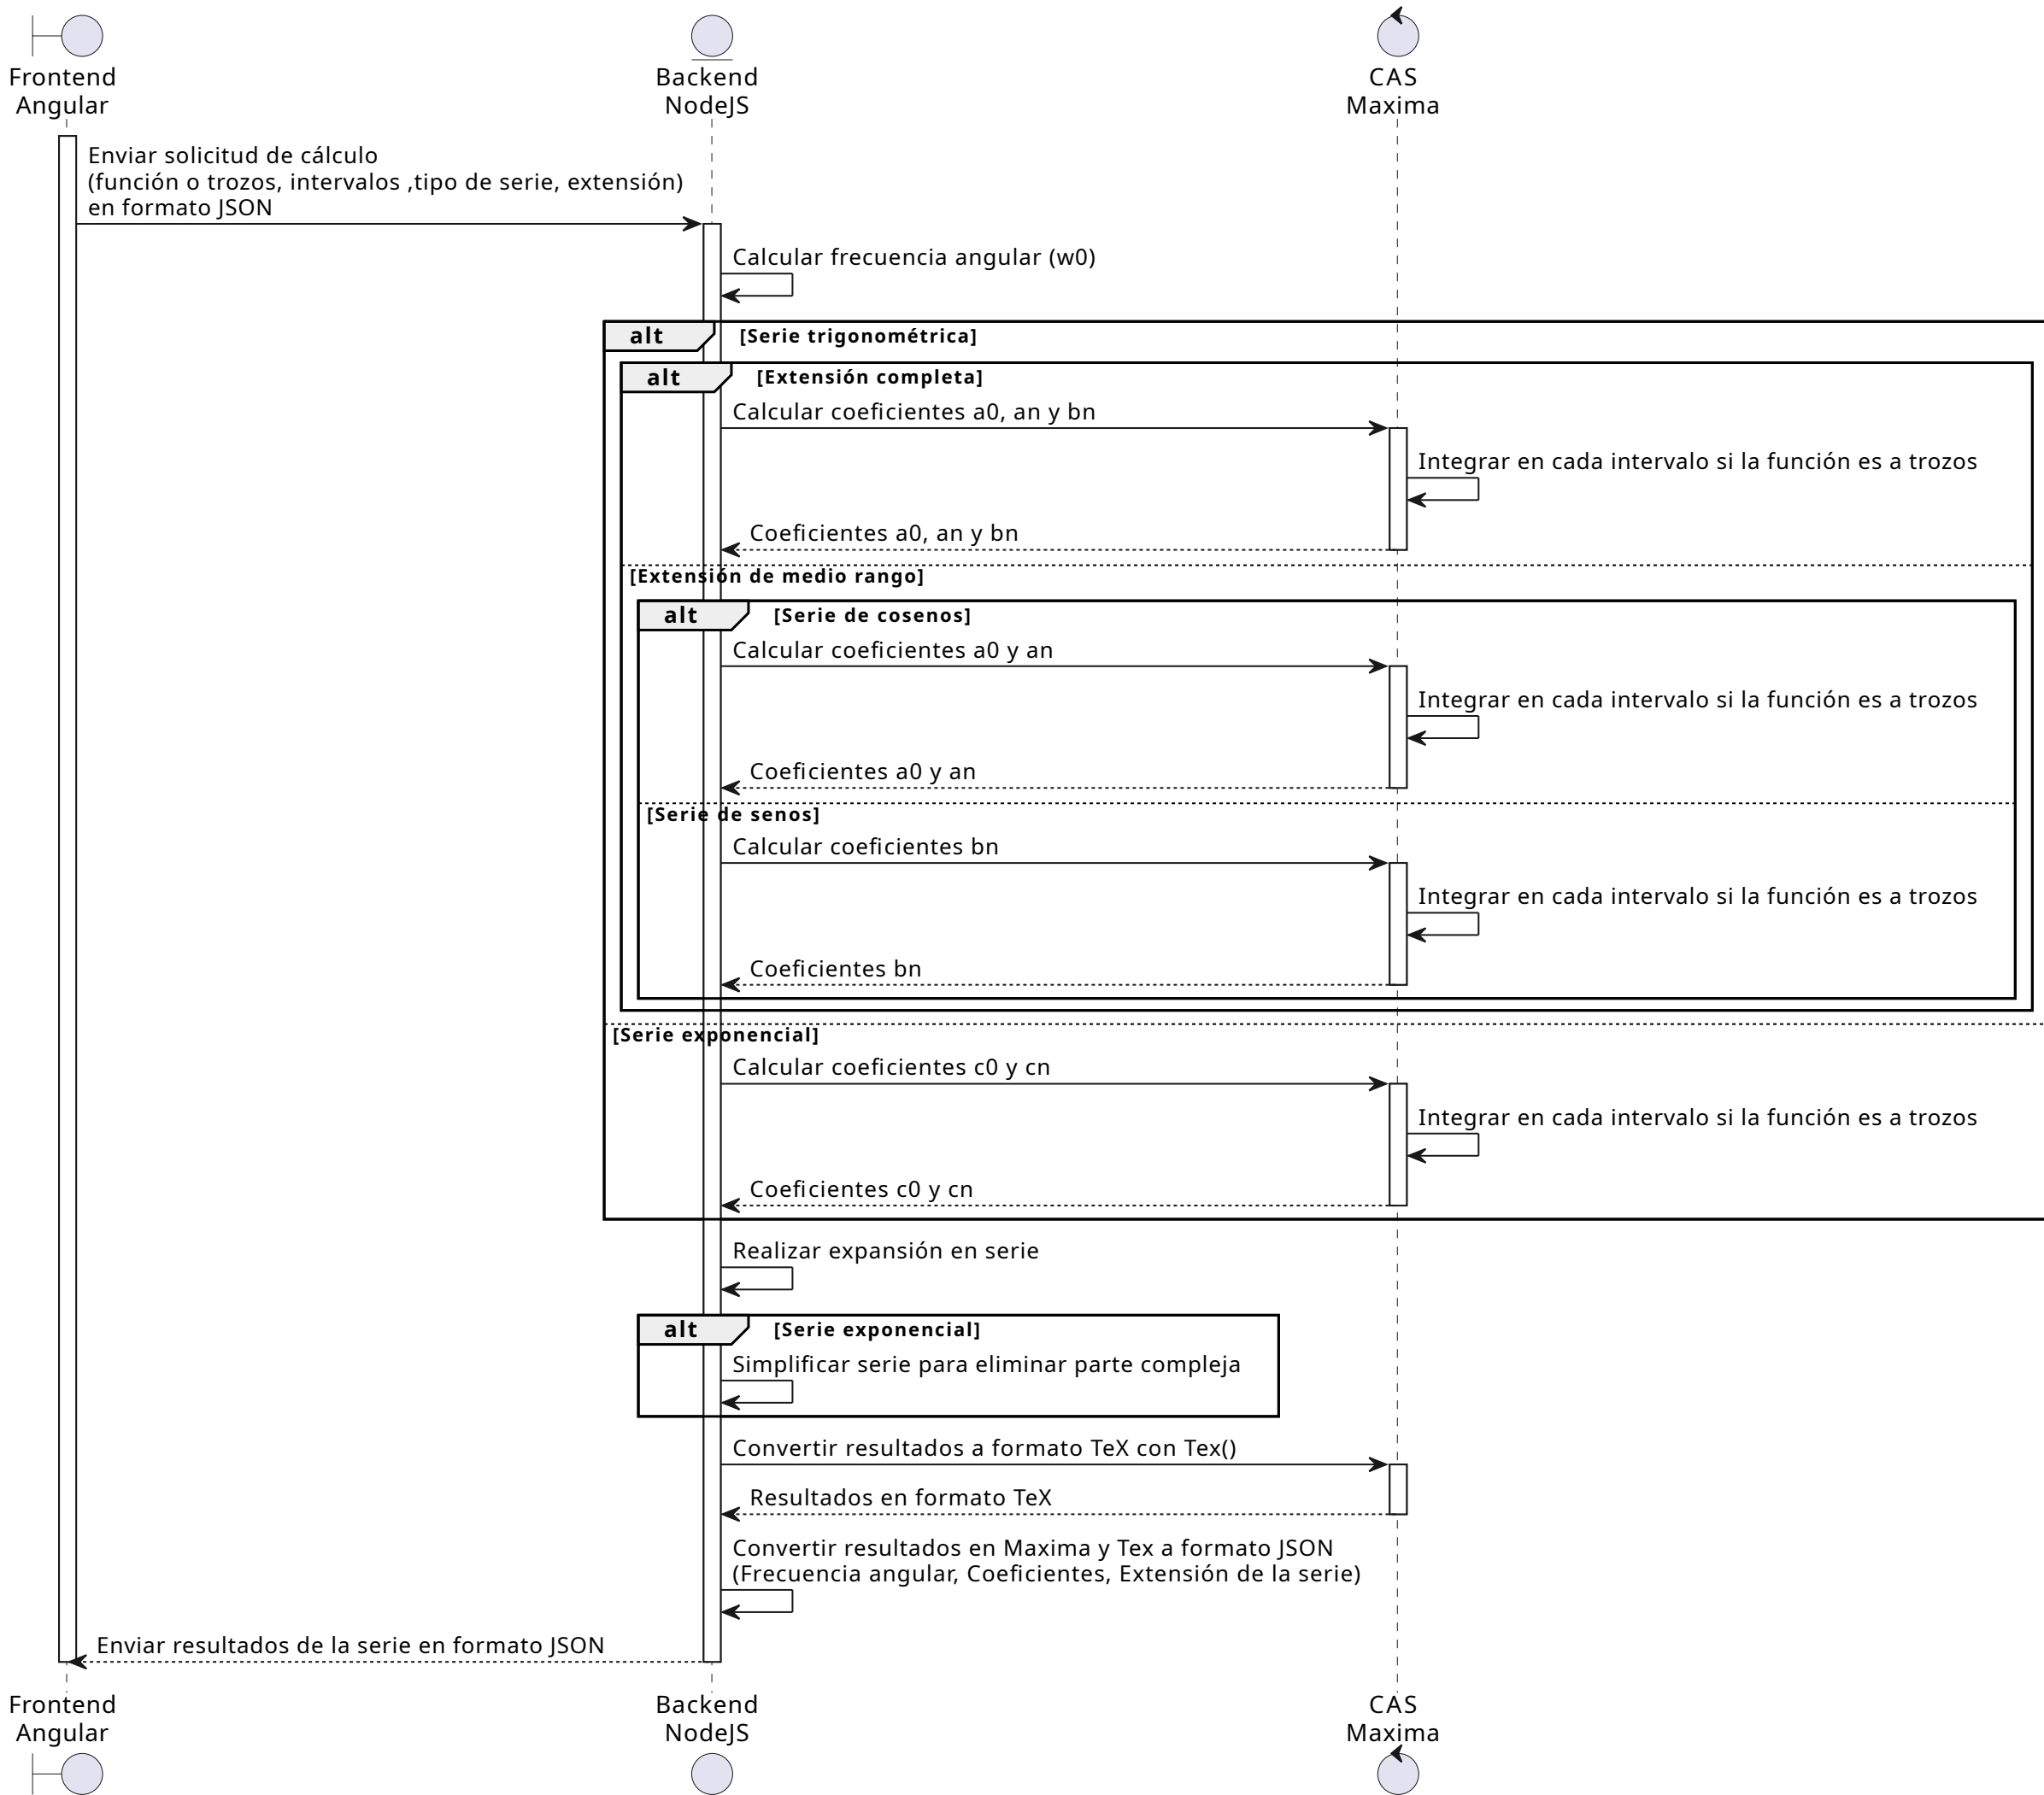 Frontend
Angular
Backend
NodeJS
CAS
Maxima
Enviar solicitud de cálculo
(función o trozos, intervalos ,tipo de serie, extensión)
en formato JSON
Calcular frecuencia angular (w0)
alt [Serie trigonométrica]
alt [Extensión completa]
Calcular coeficientes a0, an y bn
Integrar en cada intervalo si la función es a trozos
Coeficientes a0, an y bn
[Extensión de medio rango]
alt [Serie de cosenos]
Calcular coeficientes a0 y an
Integrar en cada intervalo si la función es a trozos
Coeficientes a0 y an
[Serie de senos]
Calcular coeficientes bn
Integrar en cada intervalo si la función es a trozos
Coeficientes bn
[Serie exponencial]
Calcular coeficientes c0 y cn
Integrar en cada intervalo si la función es a trozos
Coeficientes c0 y cn
Realizar expansión en serie
alt [Serie exponencial]
Simplificar serie para eliminar parte compleja
Convertir resultados a formato TeX con Tex()
Resultados en formato TeX
Convertir resultados en Maxima y Tex a formato JSON
(Frecuencia angular, Coeficientes, Extensión de la serie)
Enviar resultados de la serie en formato JSON
Frontend
Angular
Backend
NodeJS
CAS
Maxima